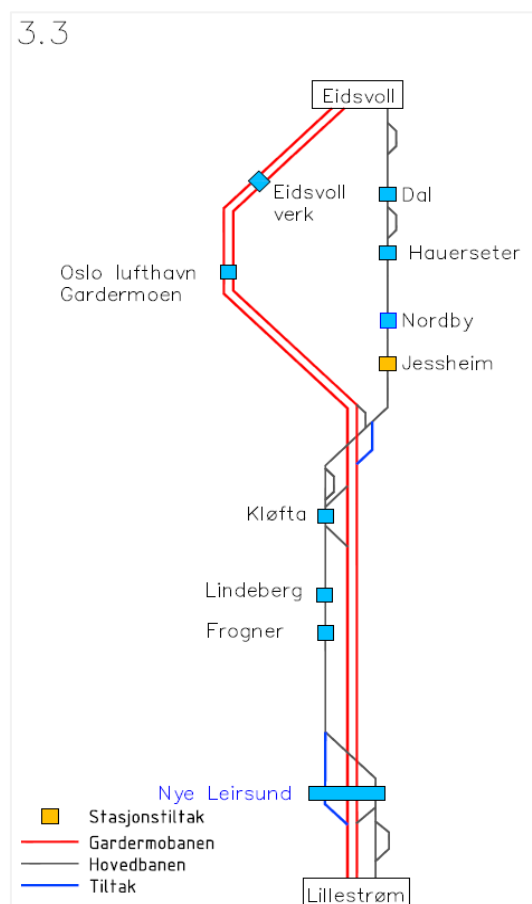 3.3
Eidsvoll
Eidsvoll
verk
Dal
Hauerseter
Oslo lufthavn
Gardermoen
Nordby
Jessheim
Kløfta
Lindeberg
Frogner
Nye Leirsund
Stasjonstiltak
Gardermobanen
Hovedbanen
Tiltak
Lillestrøm